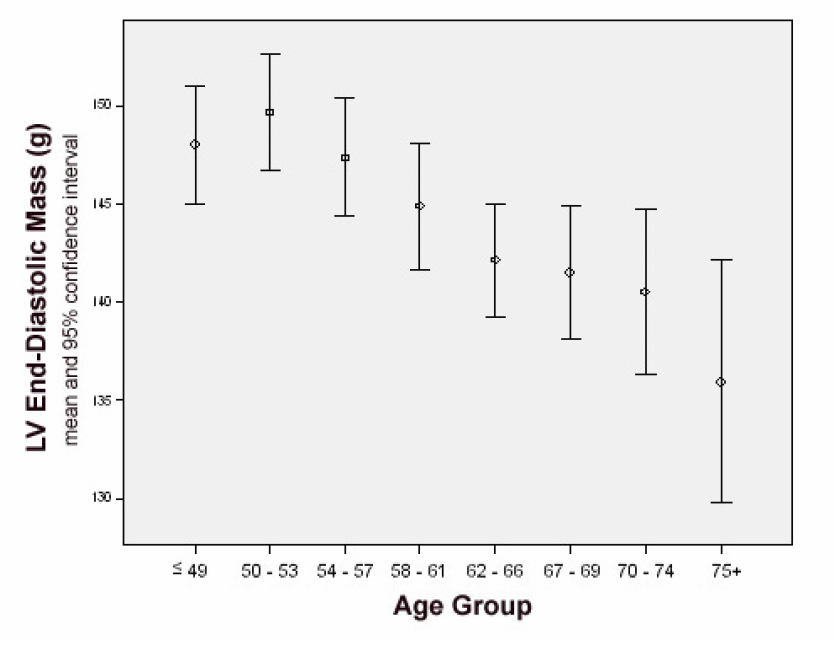 LV End-Diastolic Mass (g)
mean and 95% confidence interval
150
145
140
135
130
≤ 49 50 - 53 54 - 57 58 - 61 62 - 66 67 - 69 70 - 74 75+
Age Group